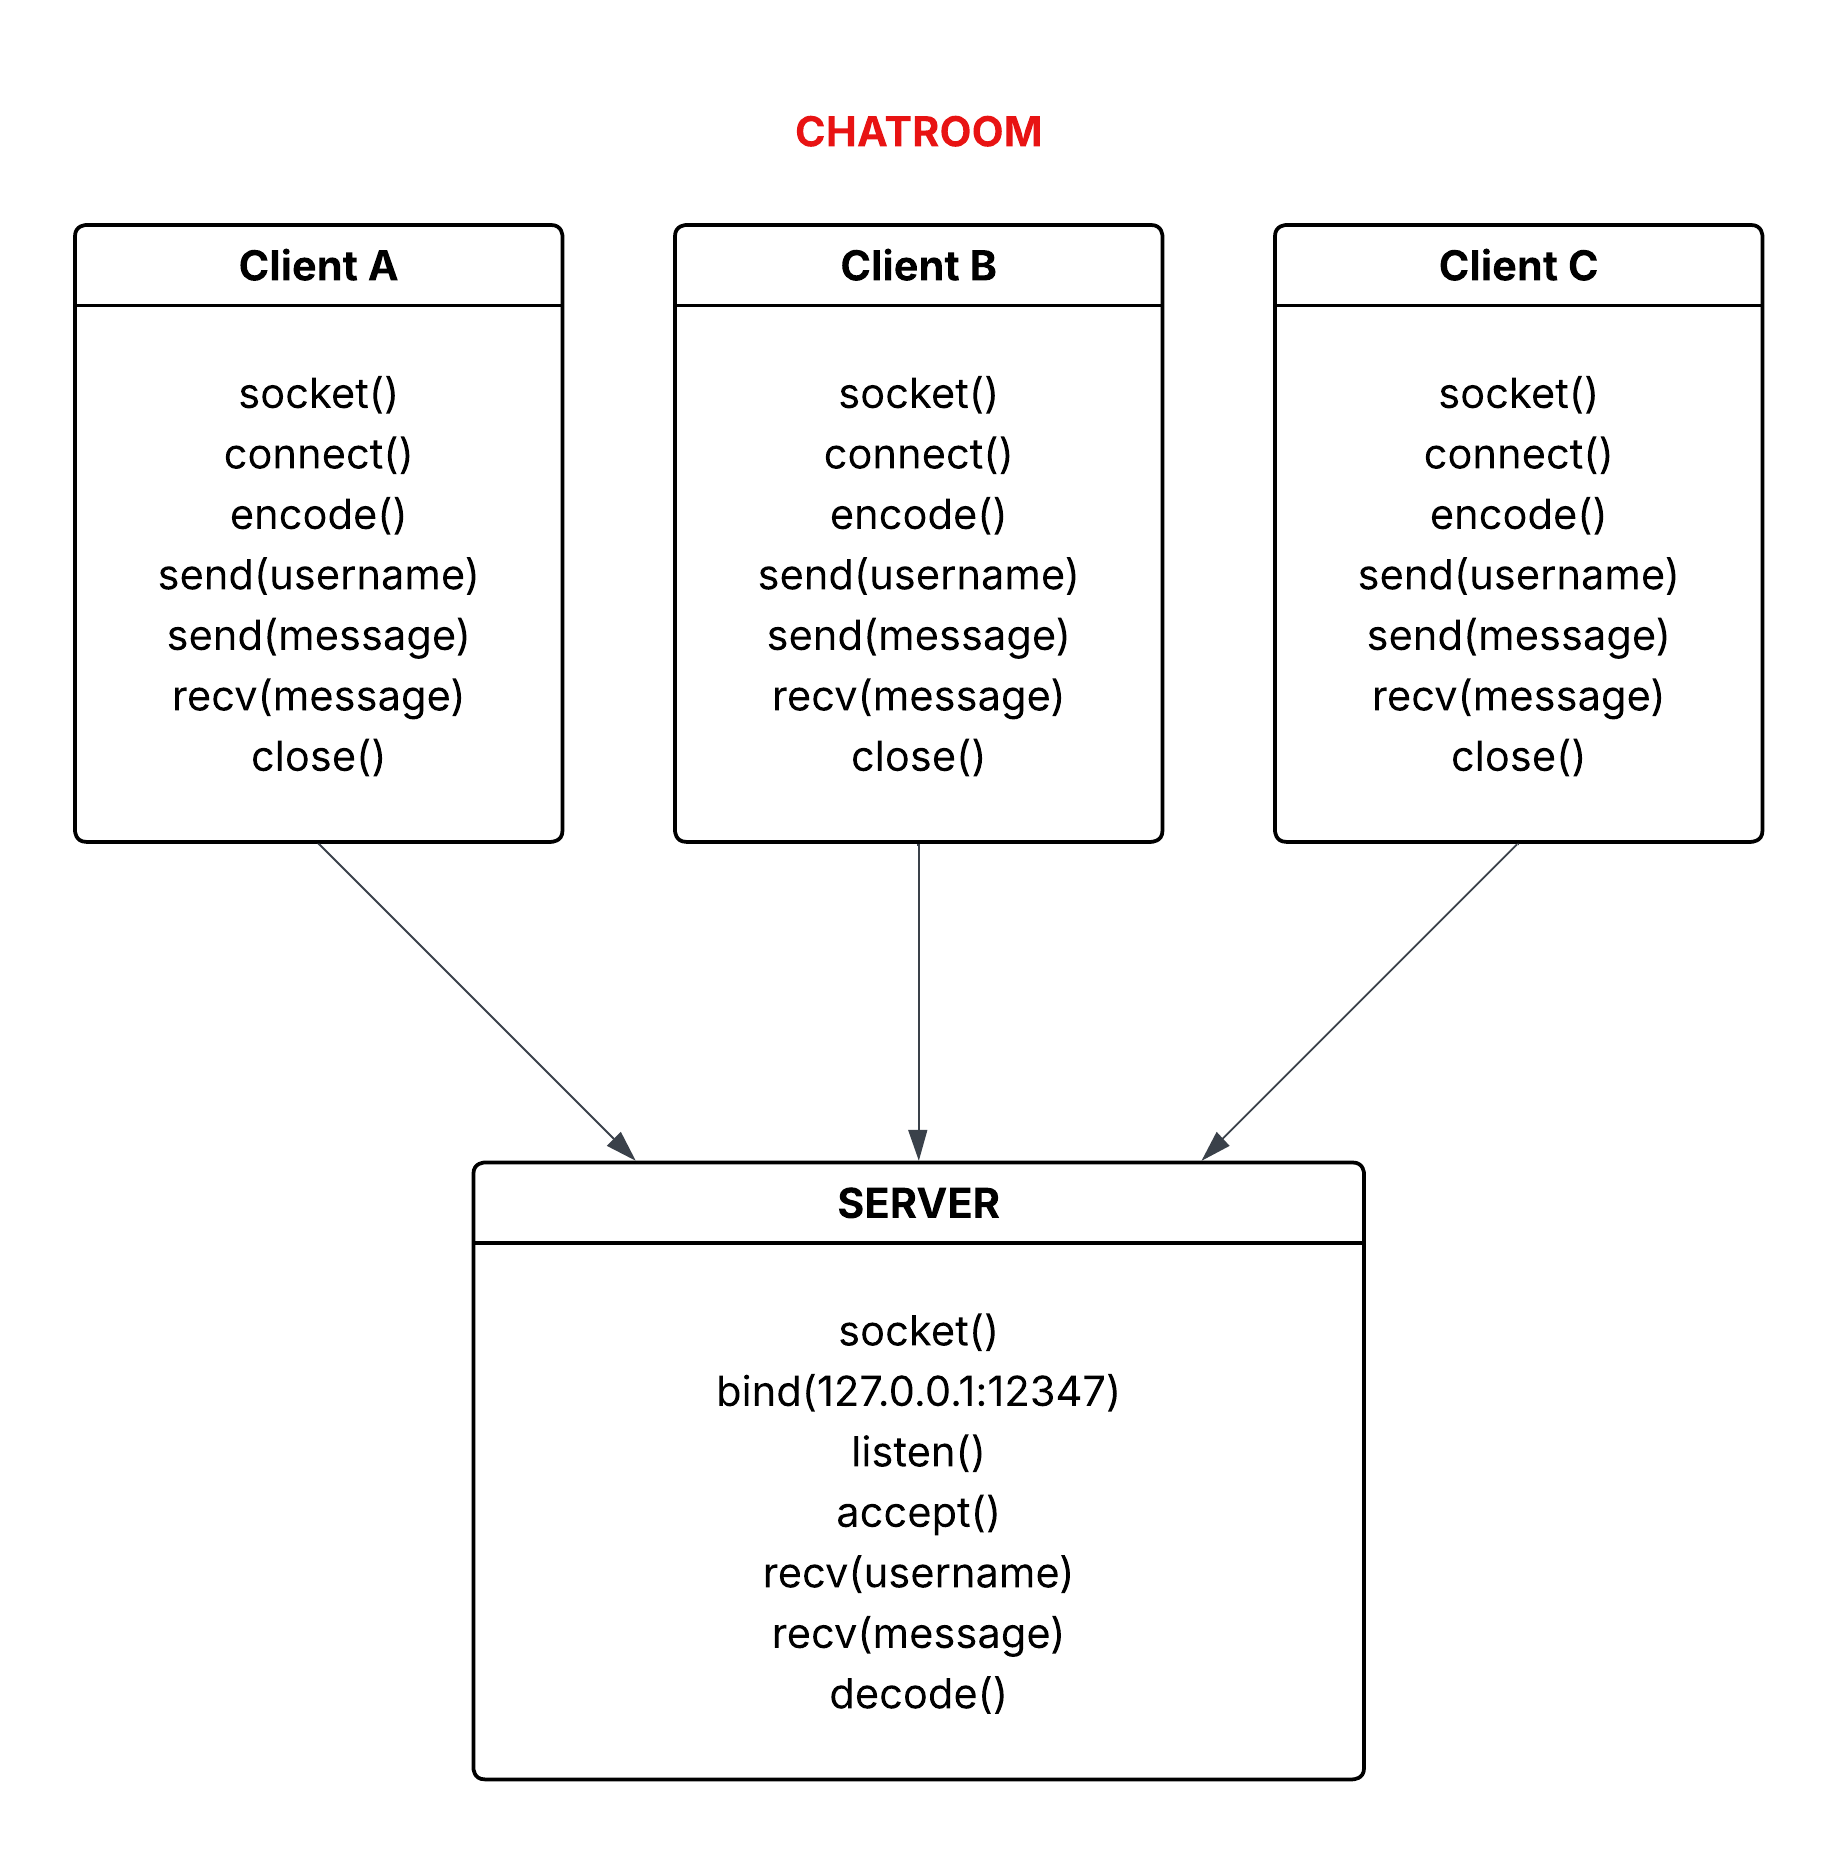 CHATROOM
Client A
socket()
connect()
encode()
send(username)
send(message)
recv(message)
close()
Client B
socket()
connect()
encode()
send(username)
send(message)
recv(message)
close()
Client C
socket()
connect()
encode()
send(username)
send(message)
recv(message)
close()
SERVER
socket()
bind(127.0.0.1:12347)
listen()
accept()
recv(username)
recv(message)
decode()